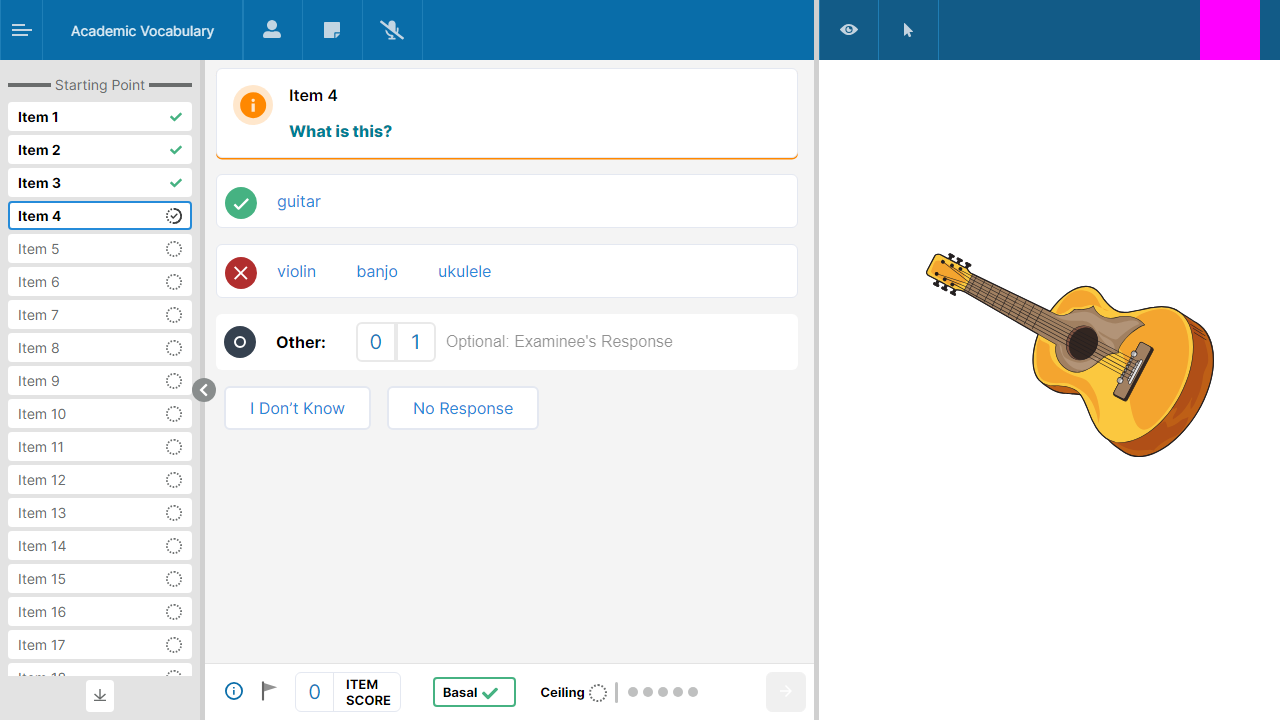 Academic Vocabulary
Starting Point
Item 1
Item 2
Item 3
Item 4
Item 5
Item 6
Item 7
Item 8
Item 9
Item 10
Item 11
Item 12
Item 13
Item 14
Item 15
Item 16
Item 17
Item 4
What is this?
guitar
violin banjo ukulele
Other: 0 1 Optional: Examinee's Response
I Don’t Know No Response
0 ITEM SCORE
Basal
Ceiling